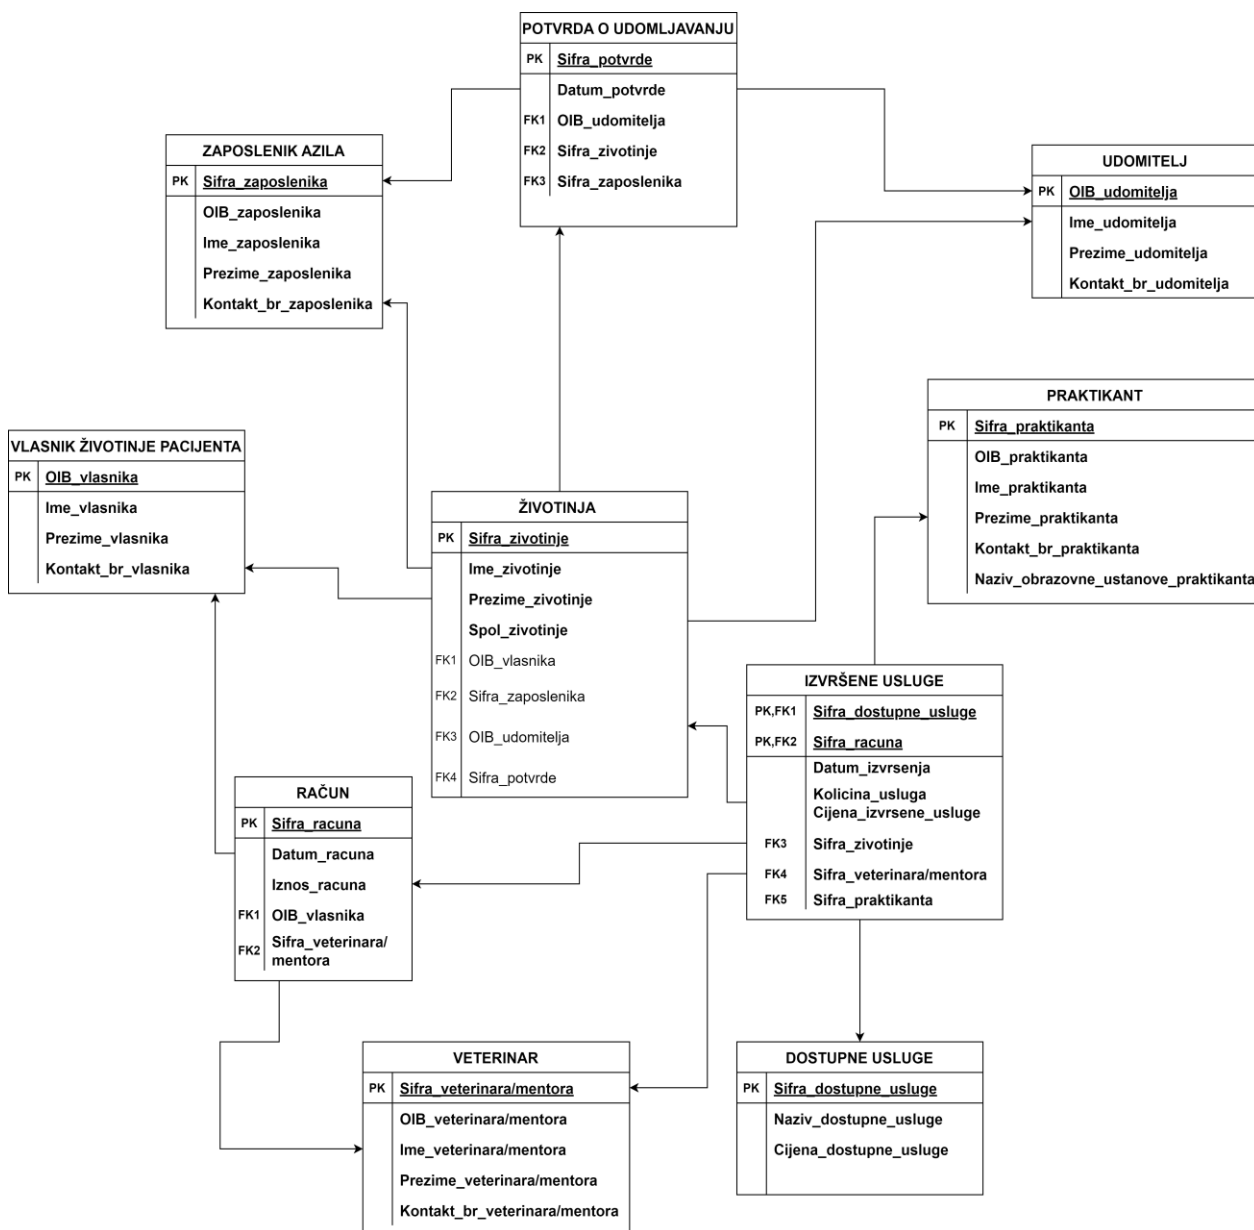 POTVRDA O UDOMLJAVANJU
PK Sifra_potvrde
Datum_potvrde
FK1 OIB_udomitelja
FK2 Sifra_zivotinje
FK3 Sifra_zaposlenika
ZAPOSLENIK AZILA
PK Sifra_zaposlenika
OIB_zaposlenika
Ime_zaposlenika
Prezime_zaposlenika
Kontakt_br_zaposlenika
UDOMITELJ
PK OIB_udomitelja
Ime_udomitelja
Prezime_udomitelja
Kontakt_br_udomitelja
PRAKTIKANT
PK Sifra_praktikanta
OIB_praktikanta
Ime_praktikanta
Prezime_praktikanta
Kontakt_br_praktikanta
Naziv_obrazovne_ustanove_praktikanta
VLASNIK ŽIVOTINJE PACIJENTA
PK OIB_vlasnika
Ime_vlasnika
Prezime_vlasnika
Kontakt_br_vlasnika
ŽIVOTINJA
PK Sifra_zivotinje
Ime_zivotinje
Prezime_zivotinje
Spol_zivotinje
FK1 OIB_vlasnika
FK2 Sifra_zaposlenika
FK3 OIB_udomitelja
FK4 Sifra_potvrde
IZVRŠENE USLUGE
PK,FK1 Sifra_dostupne_usluge
PK,FK2 Sifra_racuna
Datum_izvrsenja
Kolicina_usluga
Cijena_izvrsene_usluge
FK3 Sifra_zivotinje
FK4 Sifra_veterinara/mentora
FK5 Sifra_praktikanta
RAČUN
PK Sifra_racuna
Datum_racuna
Iznos_racuna
FK1 OIB_vlasnika
FK2 Sifra_veterinara/
mentora
VETERINAR
PK Sifra_veterinara/mentora
OIB_veterinara/mentora
Ime_veterinara/mentora
Prezime_veterinara/mentora
Kontakt_br_veterinara/mentora
DOSTUPNE USLUGE
PK Sifra_dostupne_usluge
Naziv_dostupne_usluge
Cijena_dostupne_usluge